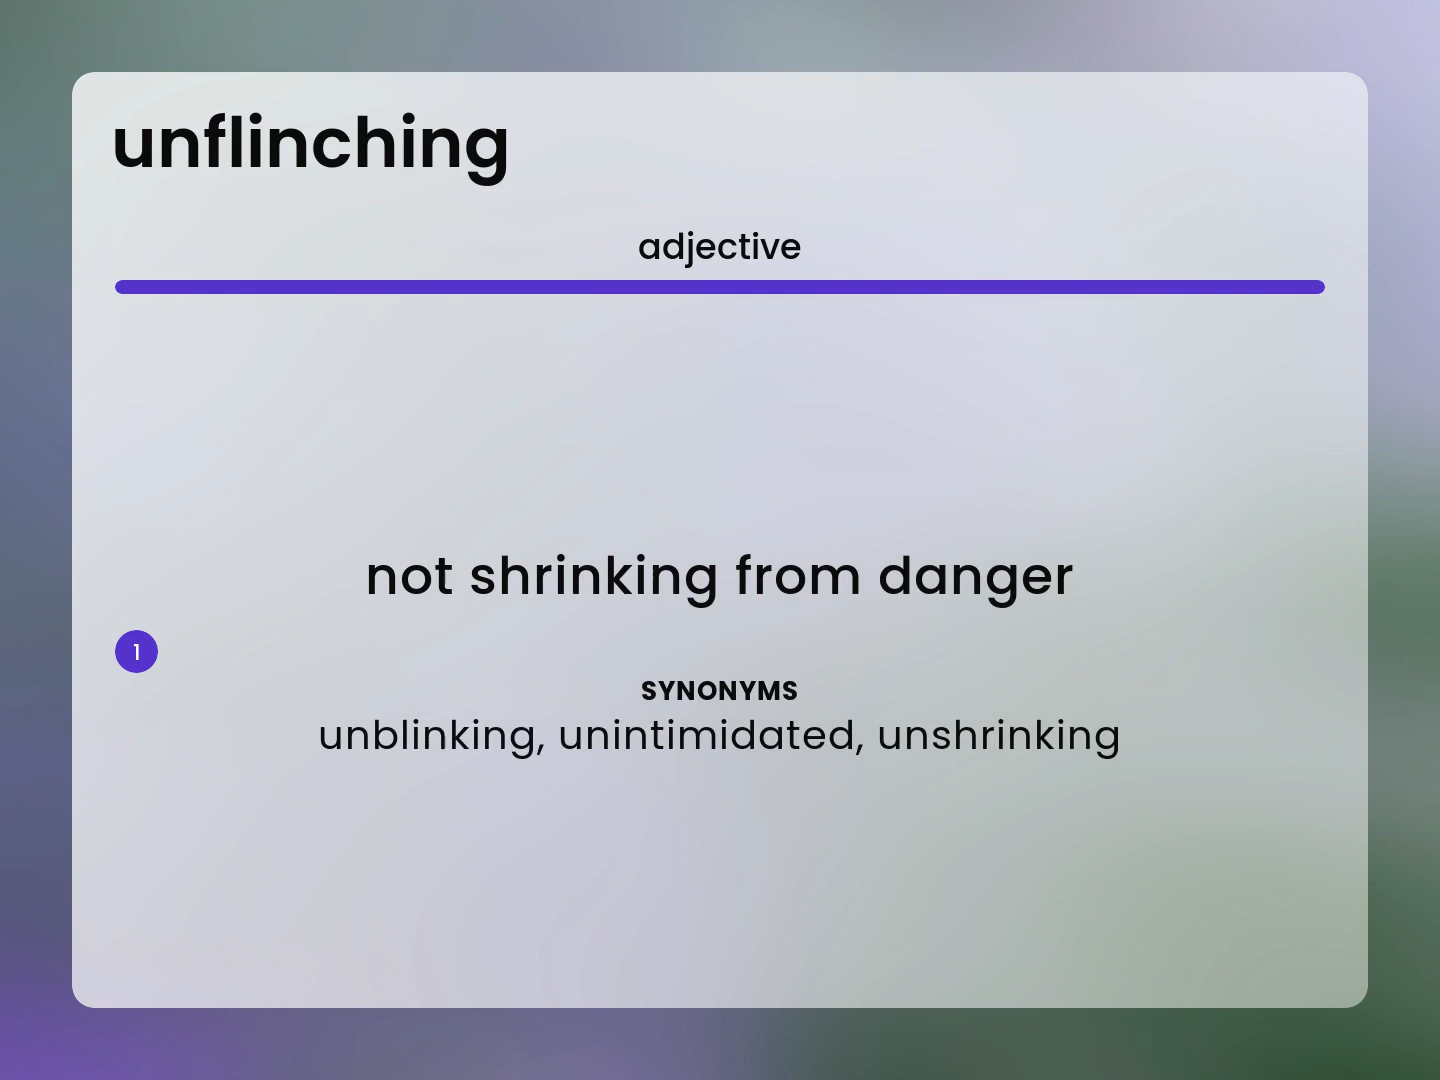 unflinching
adjective
not shrinking from danger
1
SYNONYMS
unblinking, unintimidated, unshrinking